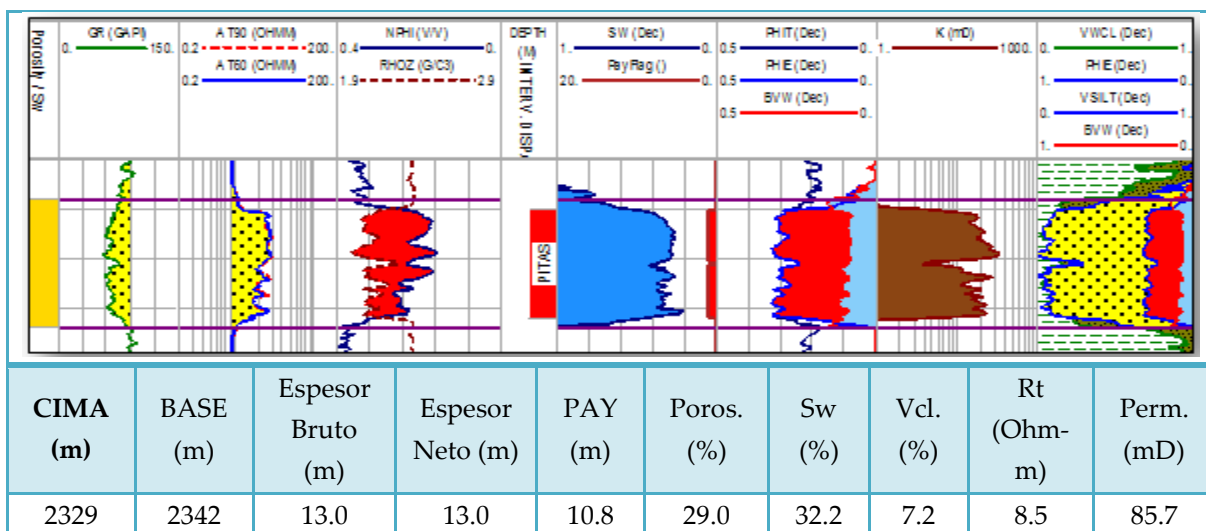 Porosity / Sw
GR (GAPI)
0. 150.
AT90 (OHMM)
0.2 200.
AT60 (OHMM)
0.2 200.
NPHI (V/V)
0.4 0.
RHOZ (G/C3)
1.9 2.9
DEPTH
(M)
INTERV. DISP.
SW (Dec)
1. 0.
PayFlag ()
20. 0.
PHIT (Dec)
0.5 0.
PHIE (Dec)
0.5 0.
BVW (Dec)
0.5 0.
K (mD)
1. 1000.
VWCL (Dec)
0. 1.
PHIE (Dec)
1. 0.
VSILT (Dec)
0. 1.
BVW (Dec)
1. 0.
PITAS
CIMA (m) BASE (m) Espesor Bruto (m) Espesor Neto (m) PAY (m) Poros. (%) Sw (%) Vcl. (%) Rt (Ohm-m) Perm. (mD)
2329 2342 13.0 13.0 10.8 29.0 32.2 7.2 8.5 85.7